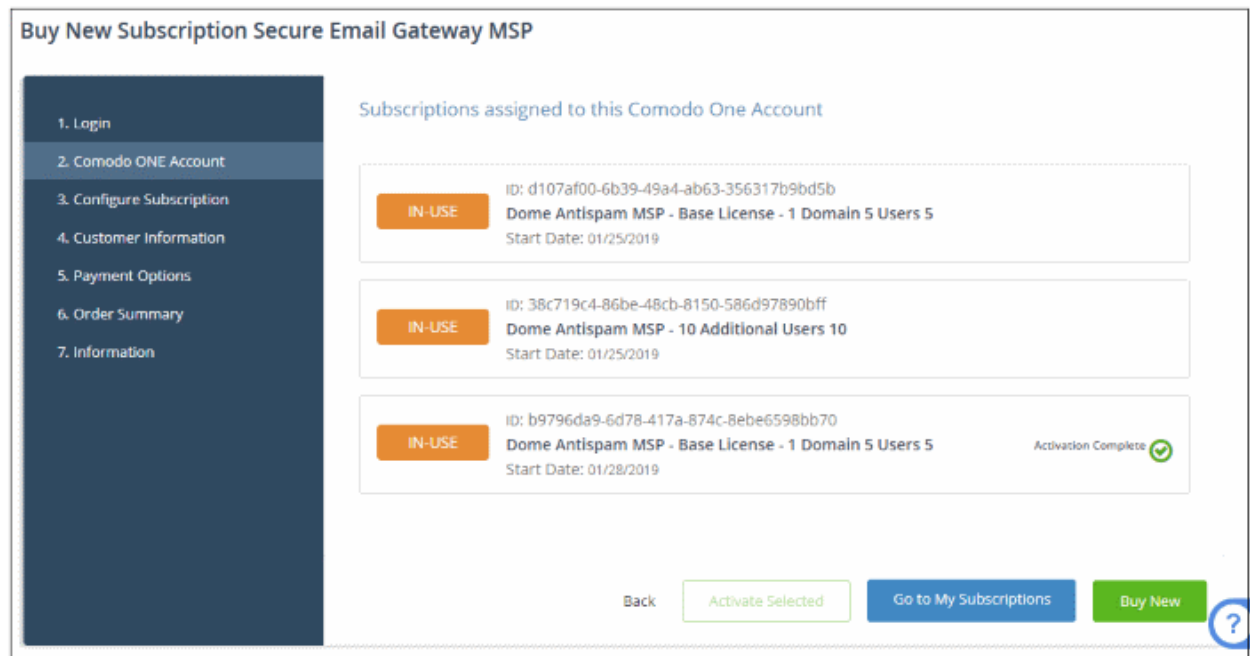 Buy New Subscription Secure Email Gateway MSP
1. Login
2. Comodo ONE Account
3. Configure Subscription
4. Customer Information
5. Payment Options
6. Order Summary
7. Information
Subscriptions assigned to this Comodo One Account
IN-USE
ID: d107af00-6b39-49a4-ab63-356317b9bd5b
Dome Antispam MSP - Base License - 1 Domain 5 Users 5
Start Date: 01/25/2019
IN-USE
ID: 38c719c4-86be-48cb-8150-586d97890bff
Dome Antispam MSP - 10 Additional Users 10
Start Date: 01/25/2019
IN-USE
ID: b9796da9-6d78-417a-874c-8ebe6598bb70
Dome Antispam MSP - Base License - 1 Domain 5 Users 5
Start Date: 01/28/2019
Activation Complete
Back
Activate Selected
Go to My Subscriptions
Buy New
?